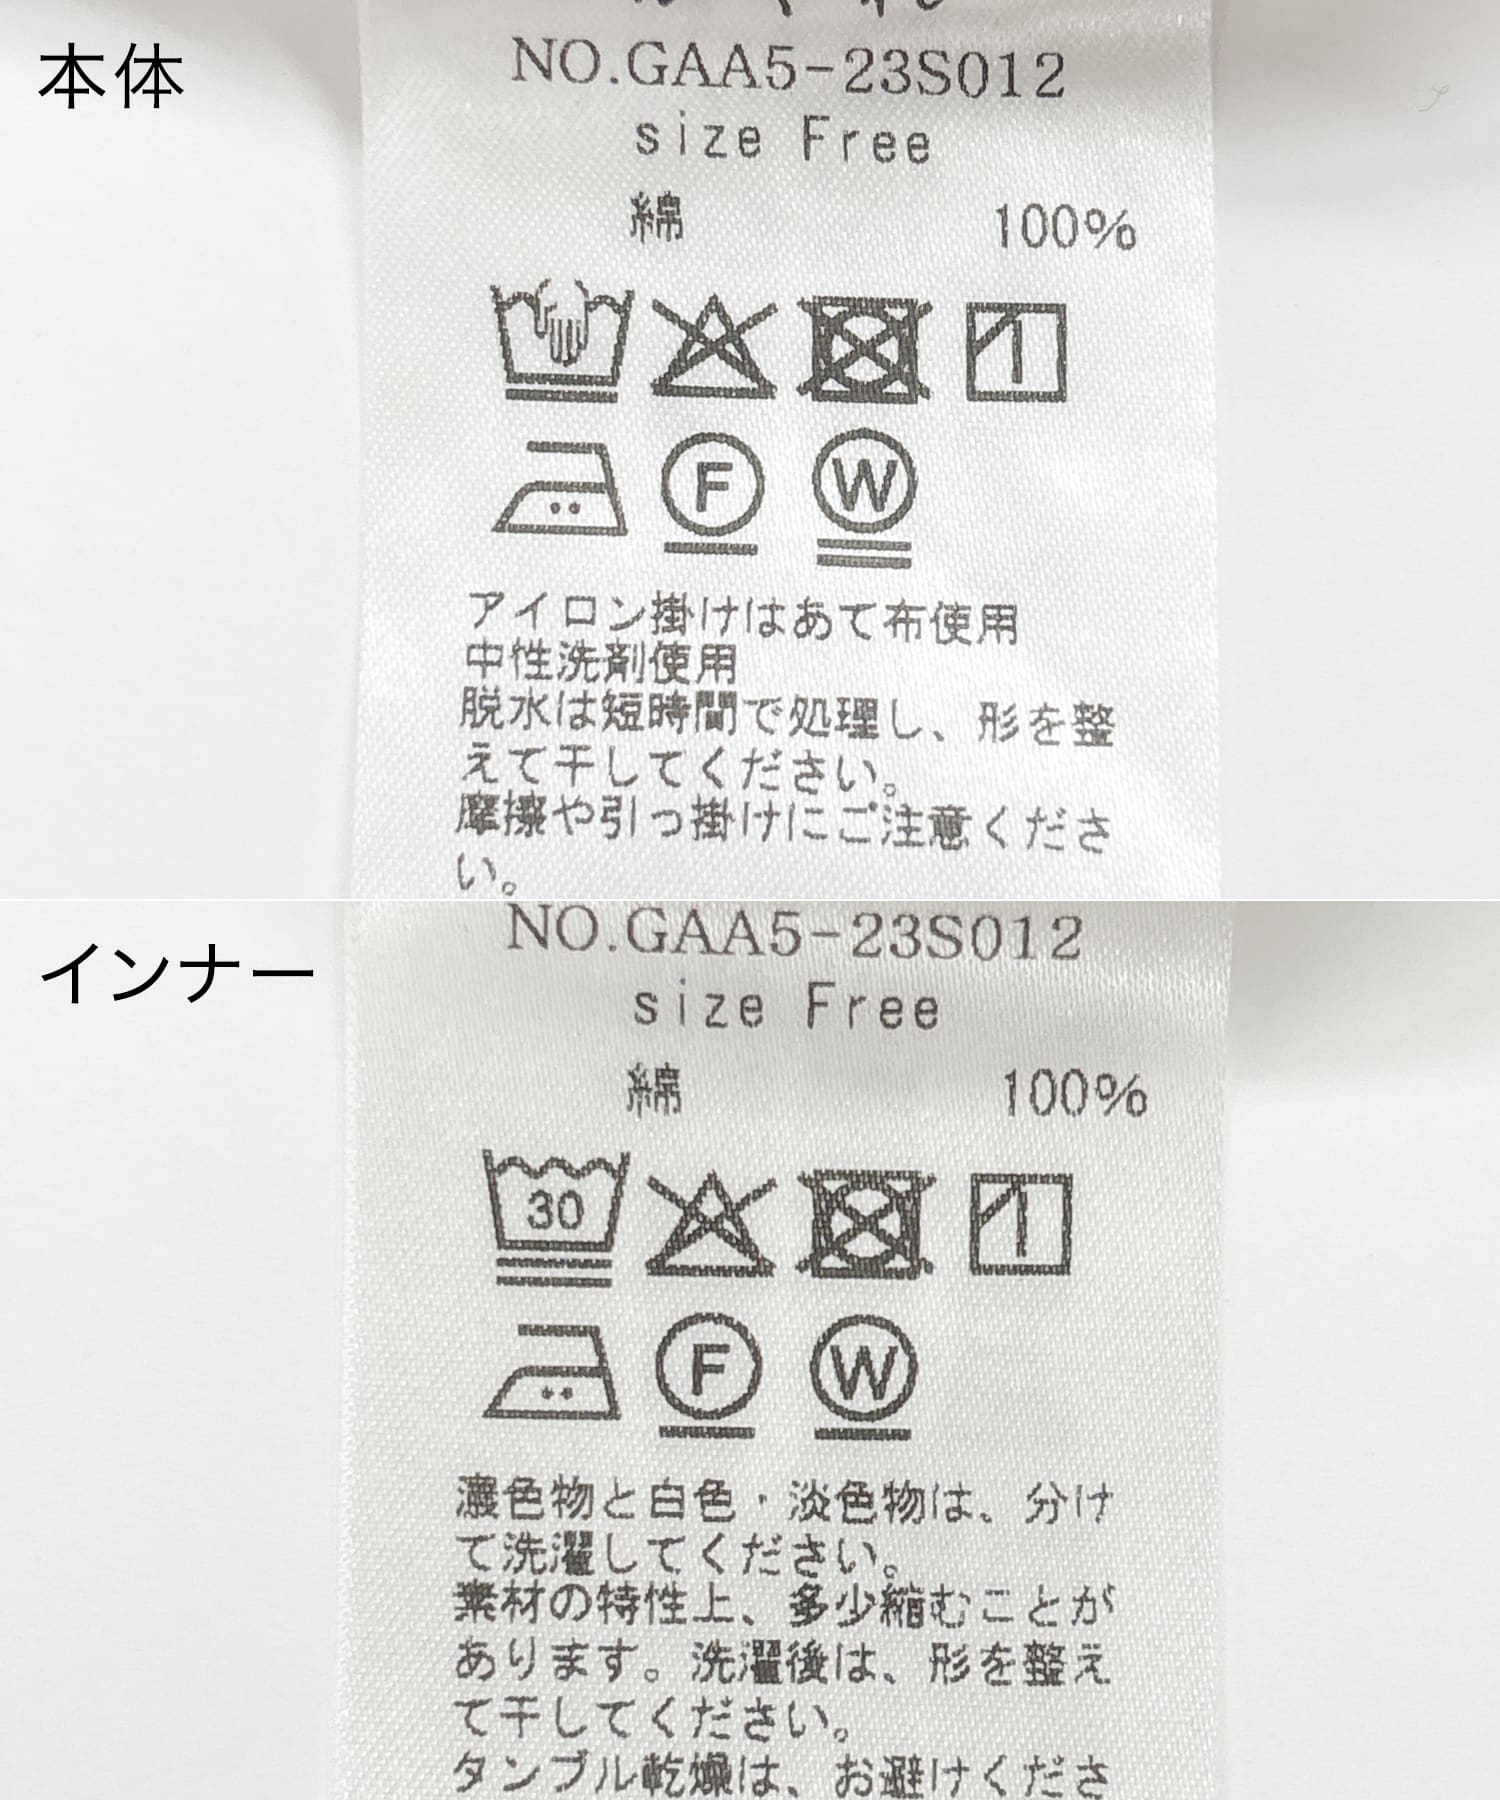 本体
NO.GAA5-23S012
size Free
綿 100%
F W
アイロン掛けはあて布使用
中性洗剤使用
脱水は短時間で処理し、形を整
えて干してください。
摩擦や引っ掛けにご注意くださ
い。
インナー
NO.GAA5-23S012
size Free
綿 100%
30
F W
濃色物と白色・淡色物は、分け
て洗濯してください。
素材の特性上、多少縮むことが
あります。洗濯後は、形を整え
て干してください。
タンブル乾燥は、お避けくださ